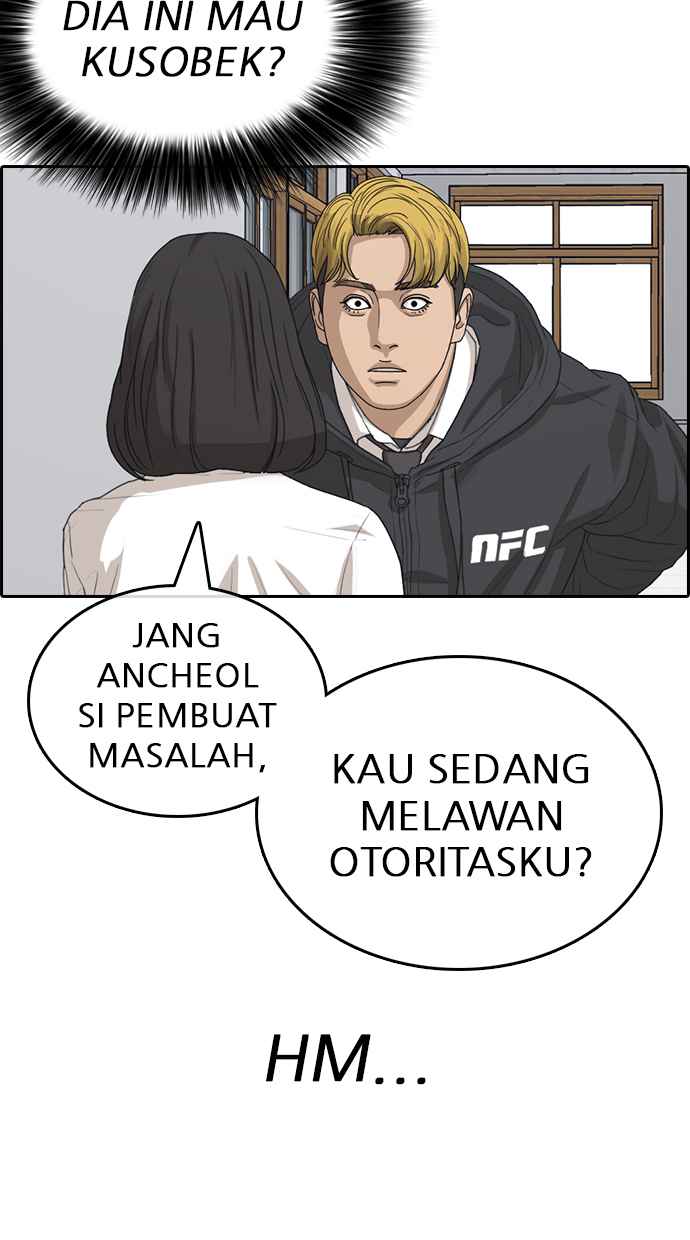 DIA INI MAU
KUSOBEK?
NFC
JANG
ANCHEOL
SI PEMBUAT
MASALAH,
KAU SEDANG
MELAWAN
OTORITASKU?
HM...